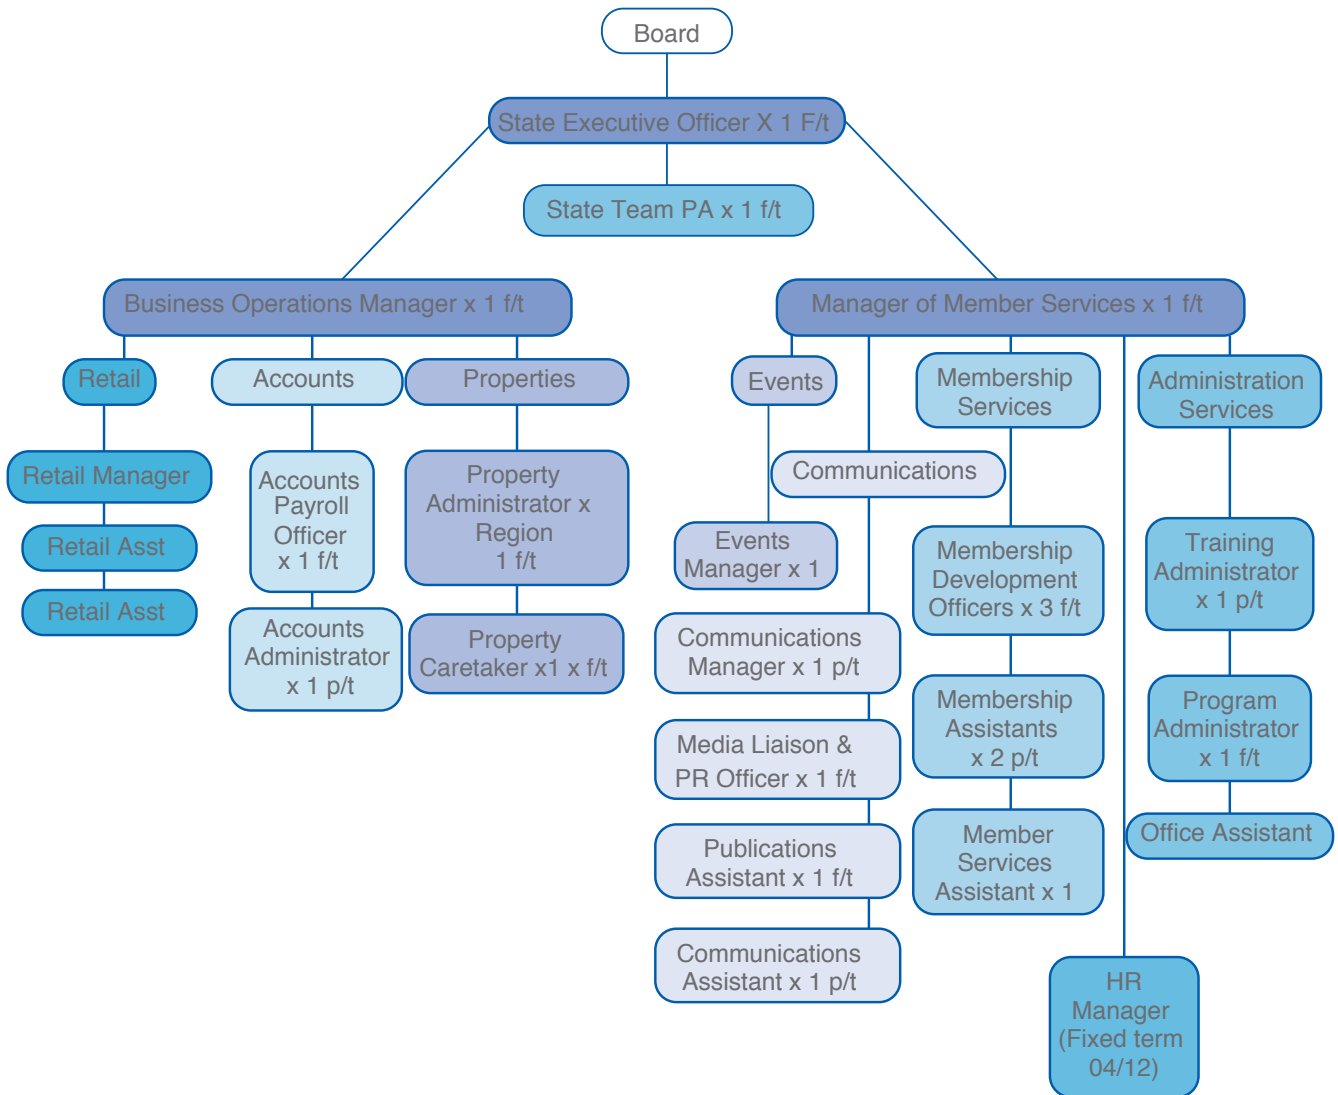 Board
State Executive Officer X 1 F/t
State Team PA x 1 f/t
Business Operations Manager x 1 f/t
Manager of Member Services x 1 f/t
Retail
Accounts
Properties
Events
Membership
Services
Administration
Services
Communications
Retail Manager
Retail Asst
Retail Asst
Accounts
Payroll
Officer
x 1 f/t
Accounts
Administrator
x 1 p/t
Property
Administrator x
Region
1 f/t
Property
Caretaker x1 x f/t
Events
Manager x 1
Communications
Manager x 1 p/t
Media Liaison &
PR Officer x 1 f/t
Publications
Assistant x 1 f/t
Communications
Assistant x 1 p/t
Membership
Development
Officers x 3 f/t
Membership
Assistants
x 2 p/t
Member
Services
Assistant x 1
Training
Administrator
x 1 p/t
Program
Administrator
x 1 f/t
Office Assistant
HR
Manager
(Fixed term
04/12)